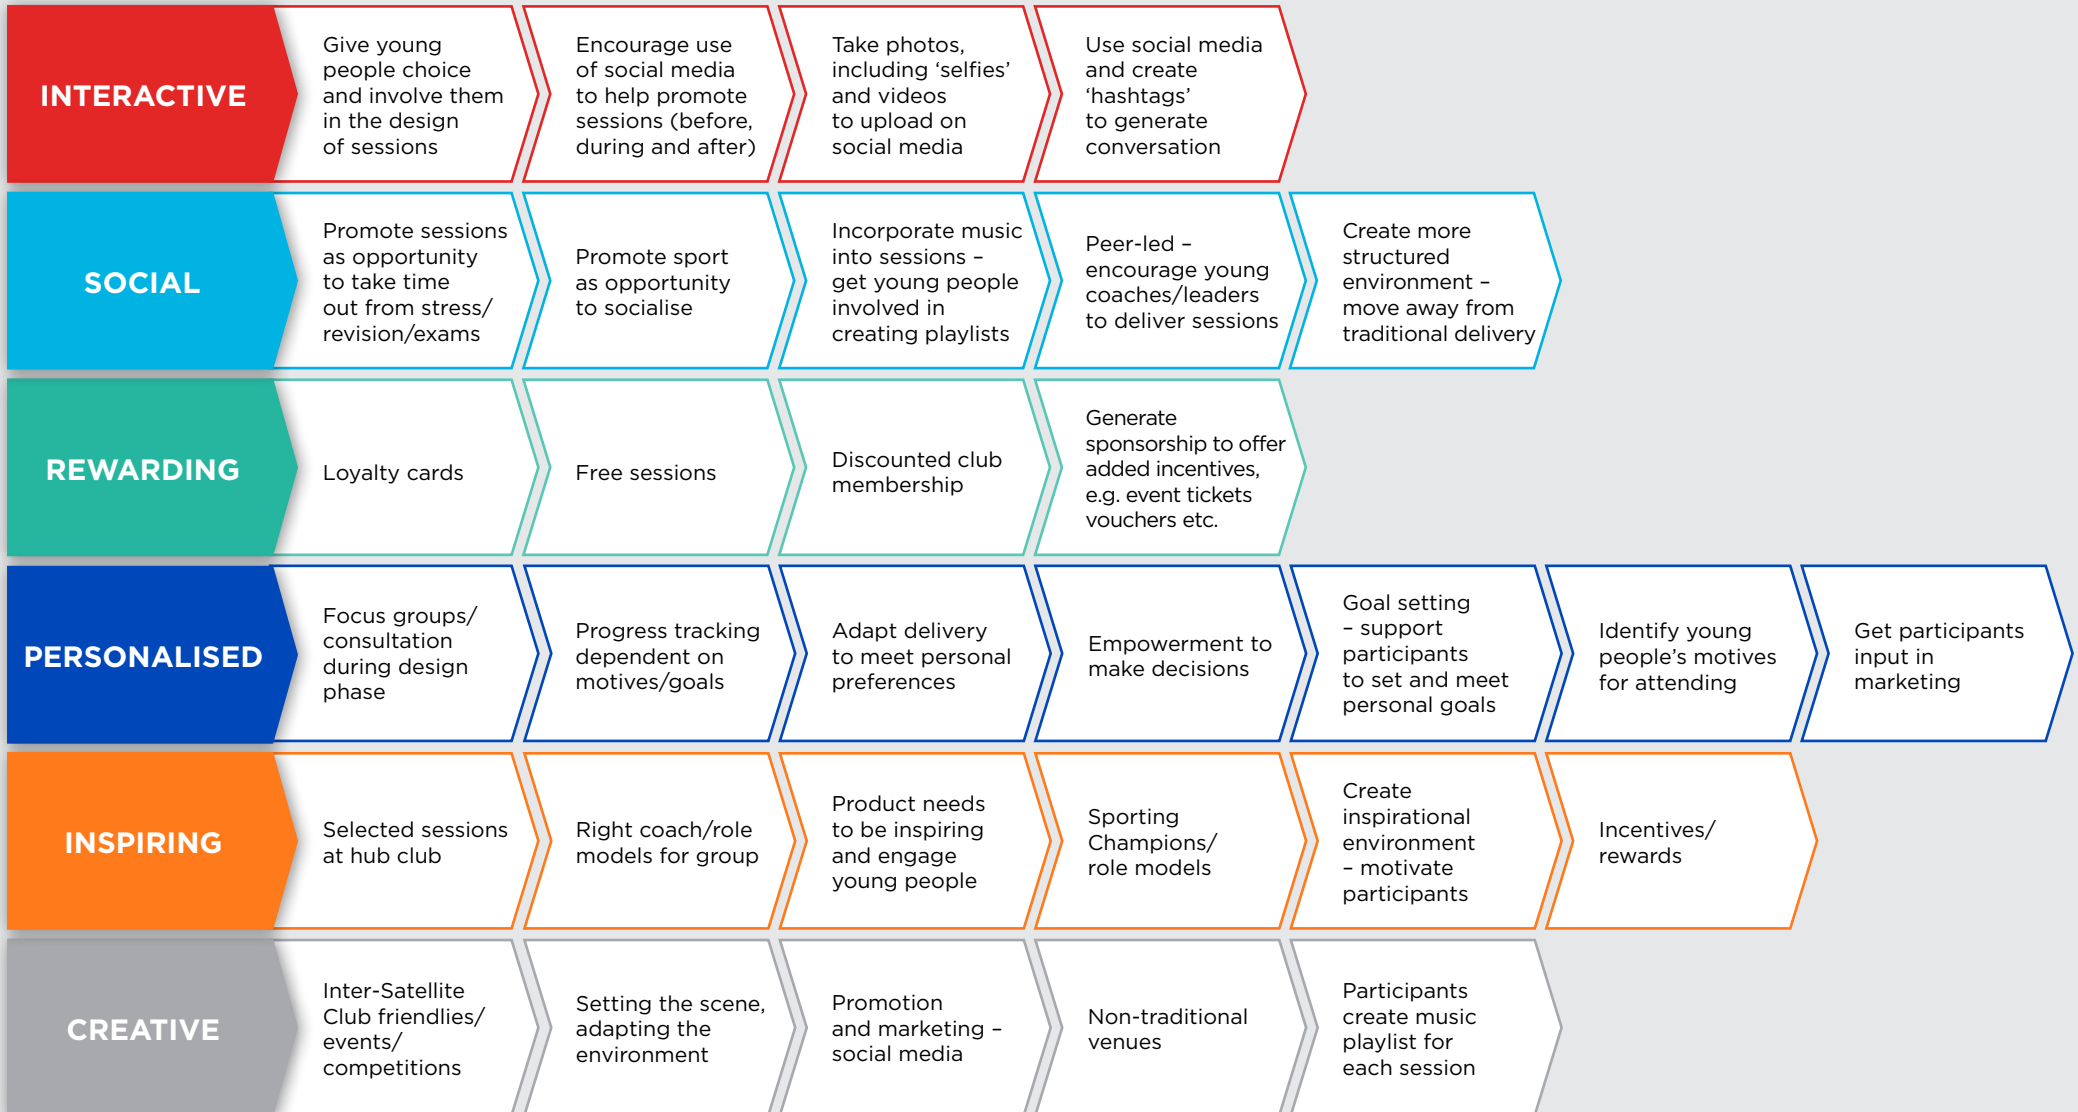 INTERACTIVE
Give young
people choice
and involve them
in the design
of sessions
Encourage use
of social media
to help promote
sessions (before,
during and after)
Take photos,
including ‘selfies’
and videos
to upload on
social media
Use social media
and create
‘hashtags’
to generate
conversation
SOCIAL
Promote sessions
as opportunity
to take time
out from stress/
revision/exams
Promote sport
as opportunity
to socialise
Incorporate music
into sessions –
get young people
involved in
creating playlists
Peer-led –
encourage young
coaches/leaders
to deliver sessions
Create more
structured
environment –
move away from
traditional delivery
REWARDING
Loyalty cards
Free sessions
Discounted club
membership
Generate
sponsorship to offer
added incentives,
e.g. event tickets
vouchers etc.
PERSONALISED
Focus groups/
consultation
during design
phase
Progress tracking
dependent on
motives/goals
Adapt delivery
to meet personal
preferences
Empowerment to
make decisions
Goal setting
– support
participants
to set and meet
personal goals
Identify young
people’s motives
for attending
Get participants
input in
marketing
INSPIRING
Selected sessions
at hub club
Right coach/role
models for group
Product needs
to be inspiring
and engage
young people
Sporting
Champions/
role models
Create
inspirational
environment
– motivate
participants
Incentives/
rewards
CREATIVE
Inter-Satellite
Club friendlies/
events/
competitions
Setting the scene,
adapting the
environment
Promotion
and marketing –
social media
Non-traditional
venues
Participants
create music
playlist for
each session